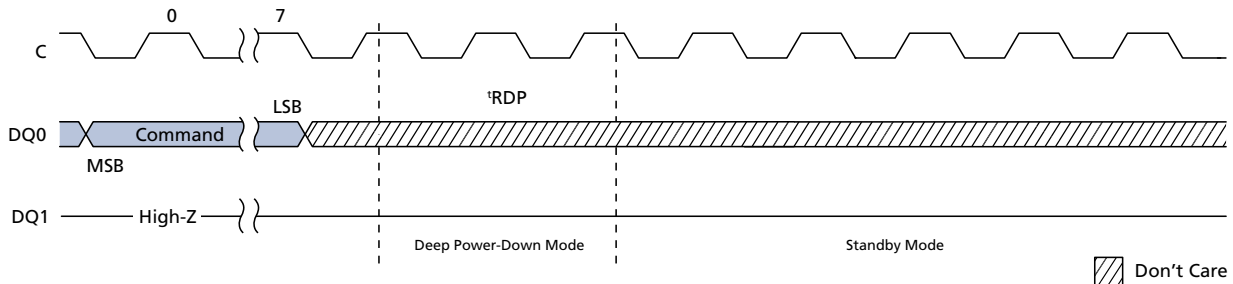 0 7
C
tRDP
LSB
DQ0 Command
MSB
DQ1 High-Z
Deep Power-Down Mode Standby Mode
Don’t Care